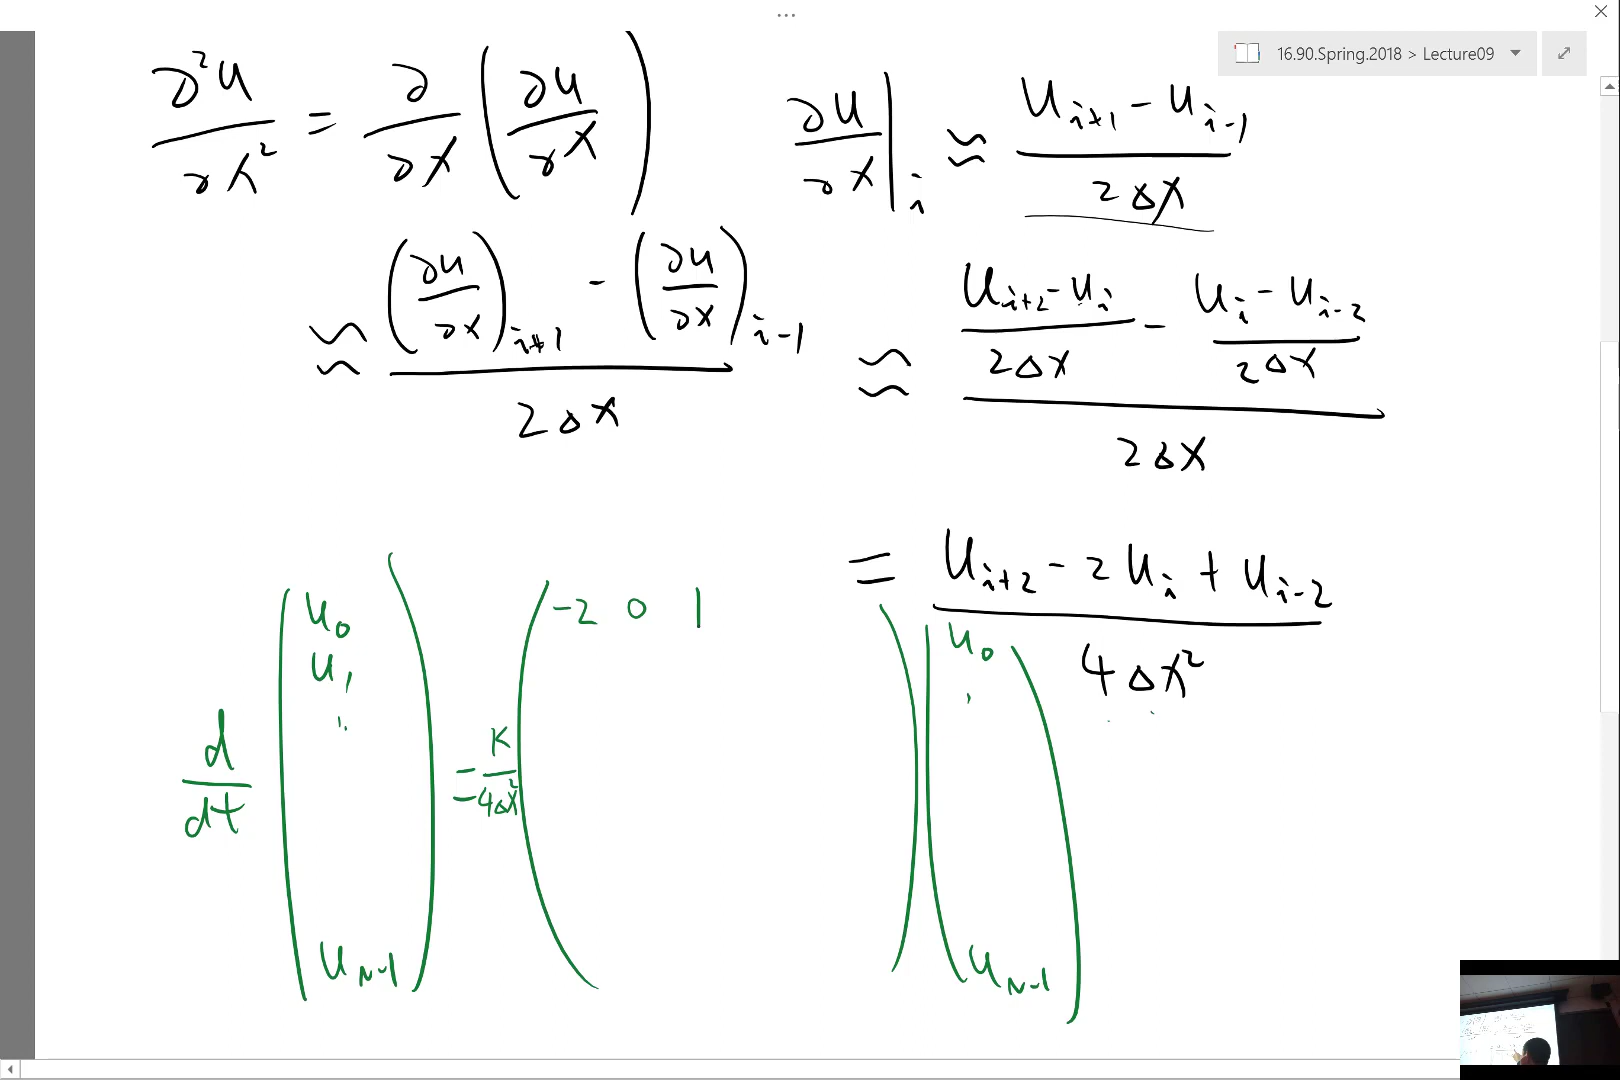 16.90.Spring.2018 > Lecture09
∂²u/∂x² = ∂/∂x (∂u/∂x)
∂u/∂x|ᵢ ≈ (uᵢ₊₁ - uᵢ₋₁)/(2Δx)
≈ ((∂u/∂x)ᵢ₊₁ - (∂u/∂x)ᵢ₋₁)/(2Δx)
≈ ((uᵢ₊₂ - uᵢ)/(2Δx) - (uᵢ - uᵢ₋₂)/(2Δx))/(2Δx)
= (uᵢ₊₂ - 2uᵢ + uᵢ₋₂)/(4Δx²)
d/dt (u₀ u₁ ⋮ u_N-1) = K/(4Δx²) (-2 0 1) (u₀ ⋮ u_N-1)